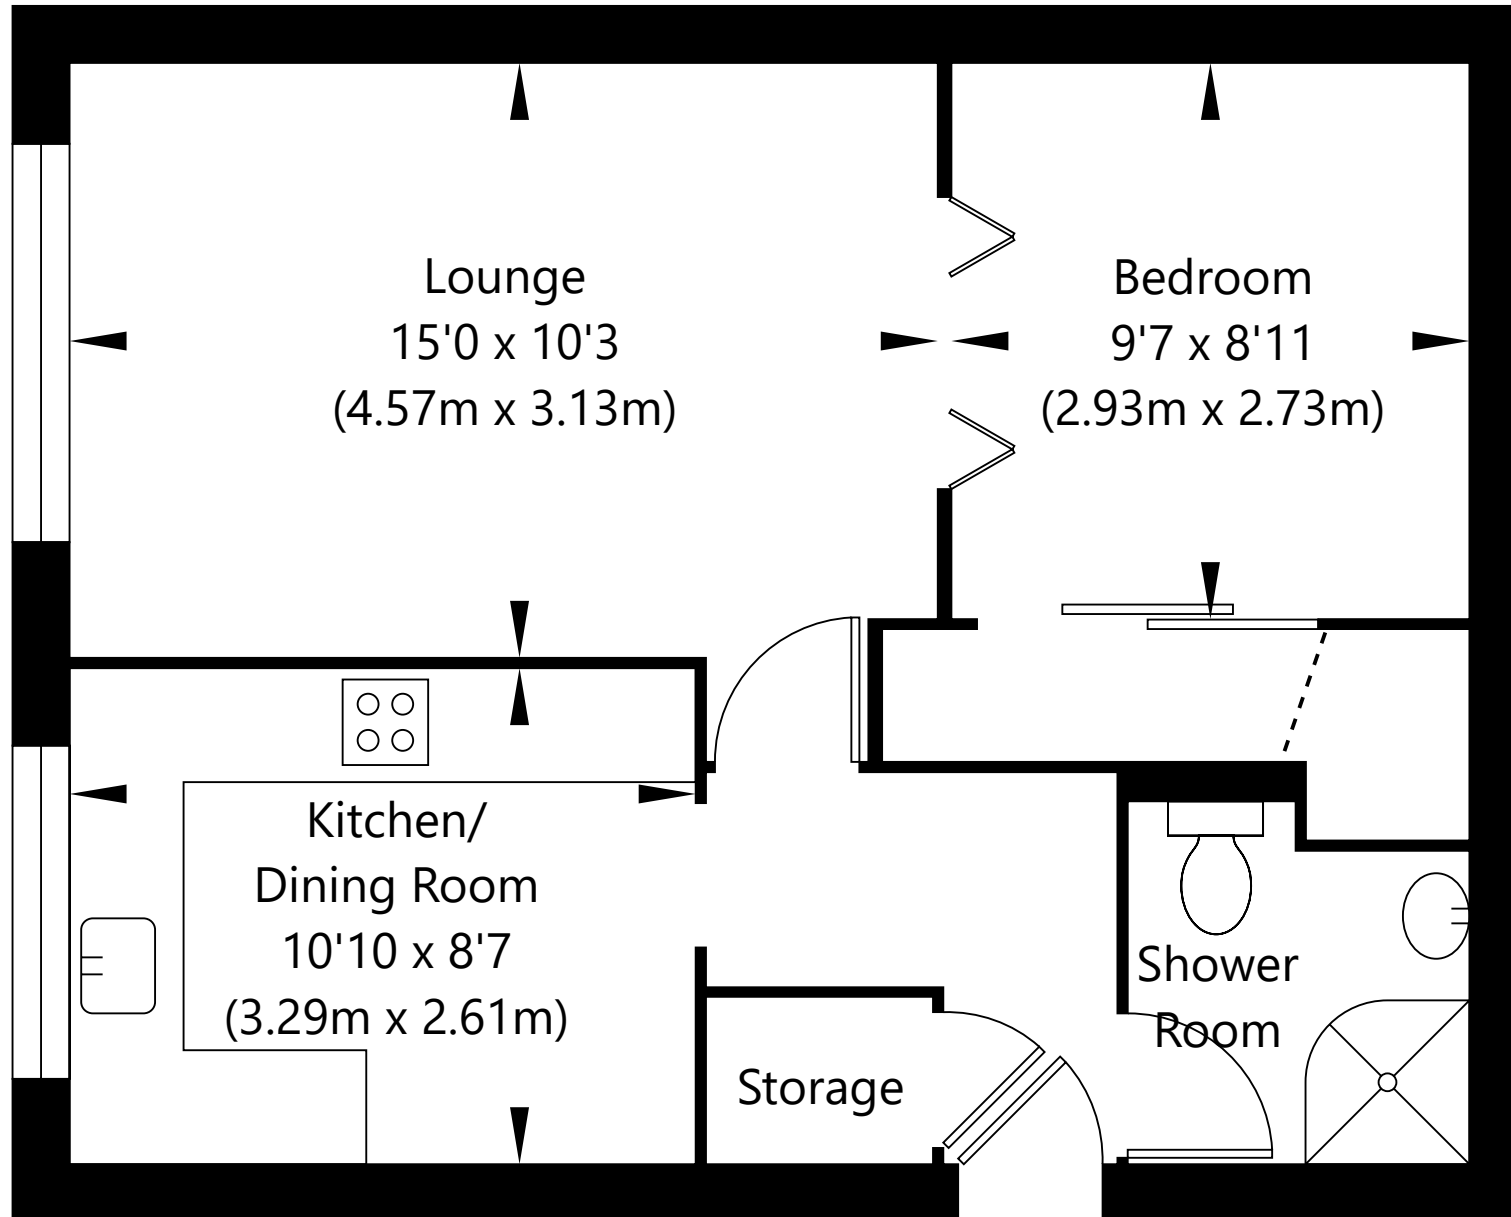 Lounge
15'0 x 10'3
(4.57m x 3.13m)
Bedroom
9'7 x 8'11
(2.93m x 2.73m)
Kitchen/
Dining Room
10'10 x 8'7
(3.29m x 2.61m)
Shower
Room
Storage